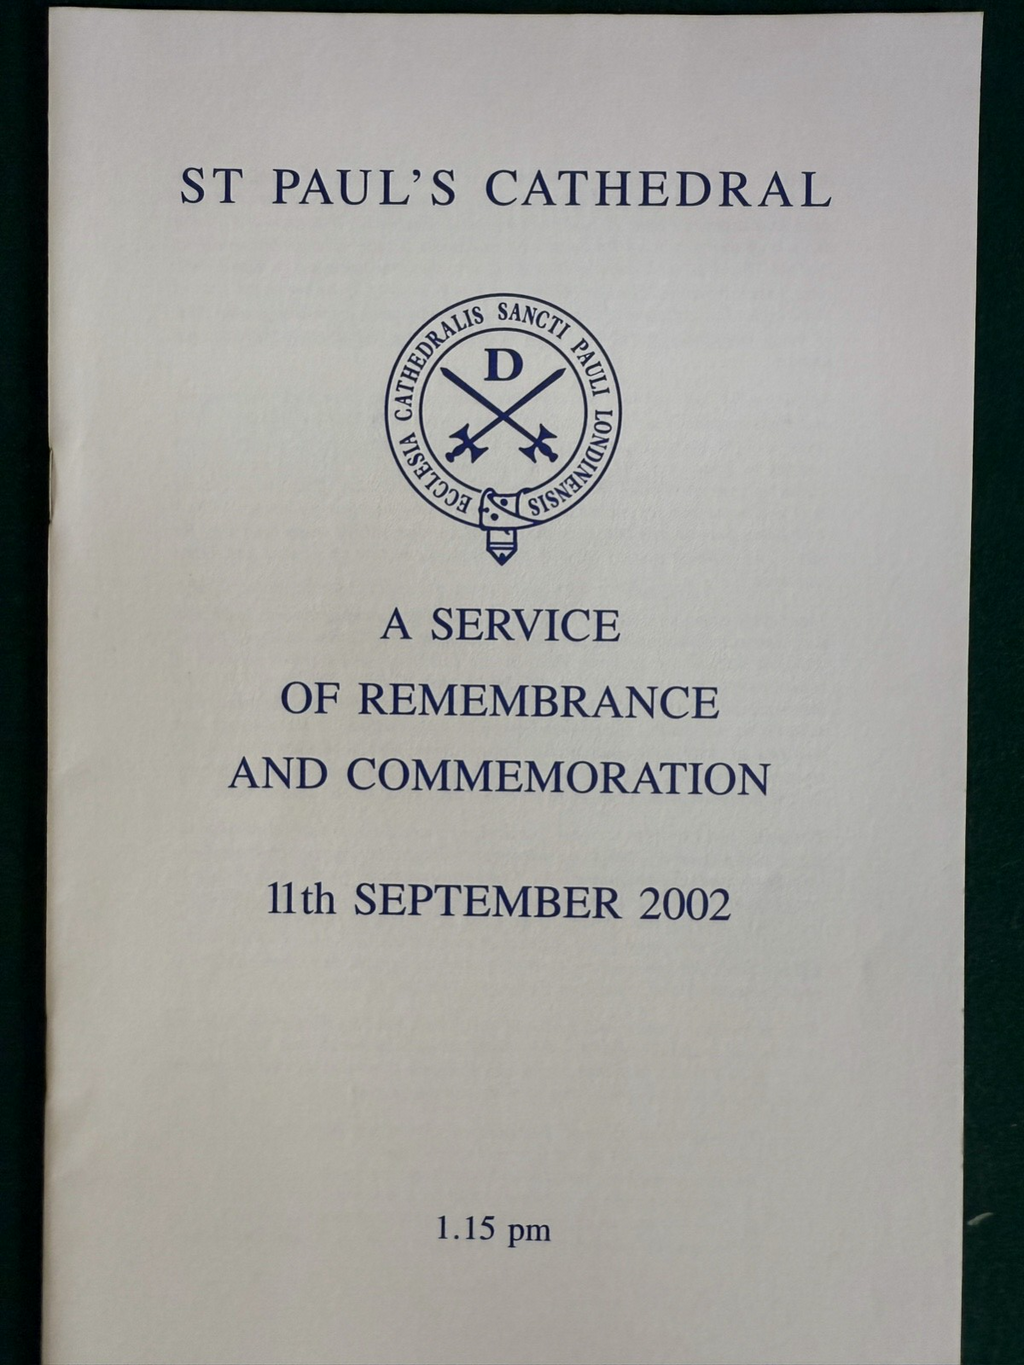 ST PAUL'S CATHEDRAL
ECCLESIA CATHEDRALIS SANCTI PAULI LONDINENSIS
D
A SERVICE
OF REMEMBRANCE
AND COMMEMORATION
11th SEPTEMBER 2002
1.15 pm